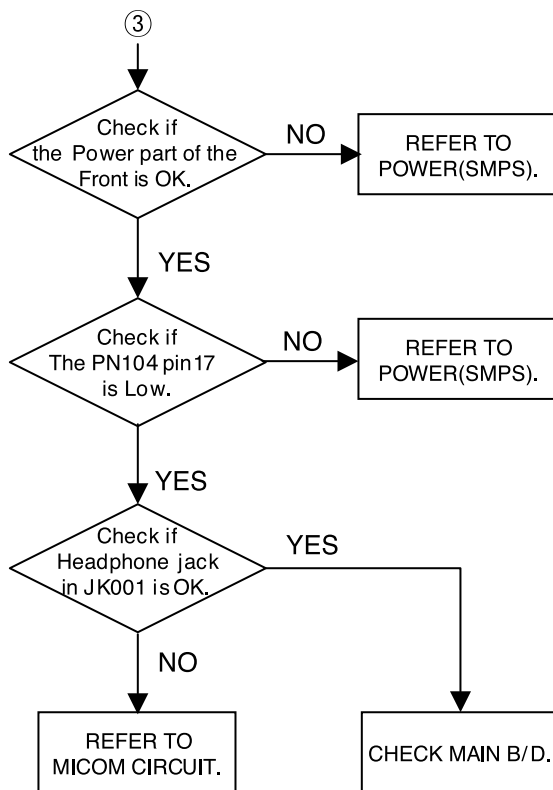 ③
Check if
the Power part of the
Front is OK.
NO
REFER TO
POWER(SMPS).
YES
Check if
The PN104 pin17
is Low.
NO
REFER TO
POWER(SMPS).
YES
Check if
Headphone jack
in JK001 is OK.
YES
NO
REFER TO
MICOM CIRCUIT.
CHECK MAIN B/D.